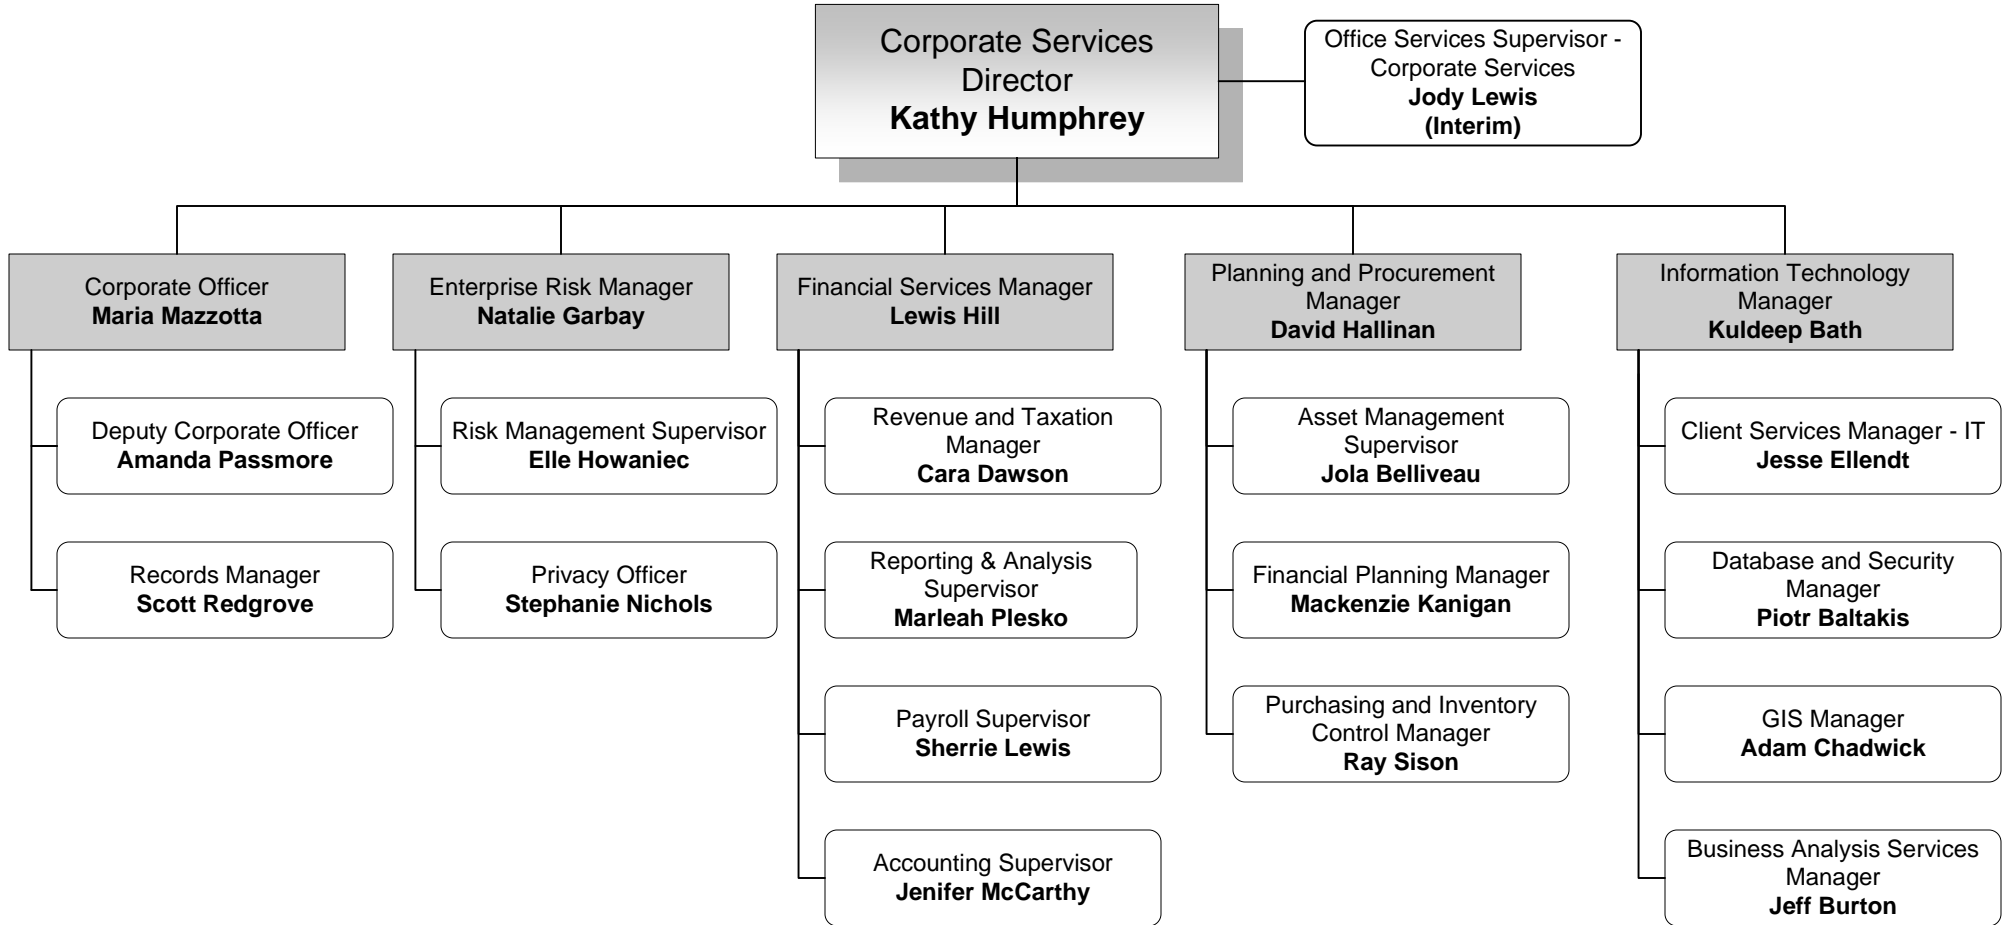 Corporate Services
Director
Kathy Humphrey
Office Services Supervisor -
Corporate Services
Jody Lewis
(Interim)
Corporate Officer
Maria Mazzotta
Enterprise Risk Manager
Natalie Garbay
Financial Services Manager
Lewis Hill
Planning and Procurement
Manager
David Hallinan
Information Technology
Manager
Kuldeep Bath
Deputy Corporate Officer
Amanda Passmore
Risk Management Supervisor
Elle Howaniec
Revenue and Taxation
Manager
Cara Dawson
Asset Management
Supervisor
Jola Belliveau
Client Services Manager - IT
Jesse Ellendt
Records Manager
Scott Redgrove
Privacy Officer
Stephanie Nichols
Reporting & Analysis
Supervisor
Marleah Plesko
Financial Planning Manager
Mackenzie Kanigan
Database and Security
Manager
Piotr Baltakis
Payroll Supervisor
Sherrie Lewis
Purchasing and Inventory
Control Manager
Ray Sison
GIS Manager
Adam Chadwick
Accounting Supervisor
Jenifer McCarthy
Business Analysis Services
Manager
Jeff Burton